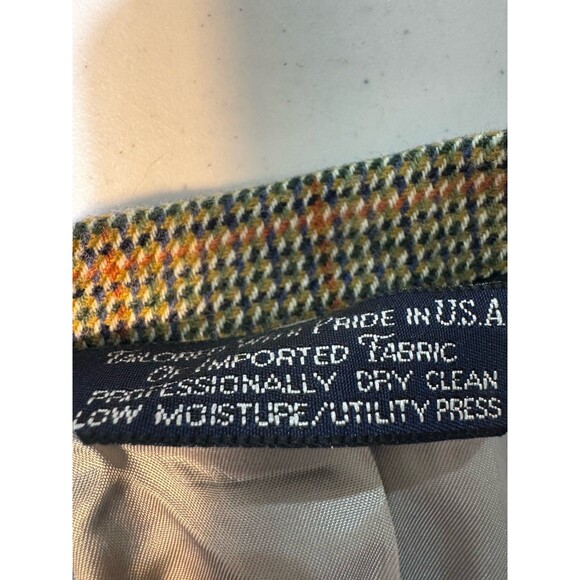 TAILORED WITH PRIDE IN U.S.A
OF IMPORTED FABRIC
PROFESSIONALLY DRY CLEAN
LOW MOISTURE/UTILITY PRESS